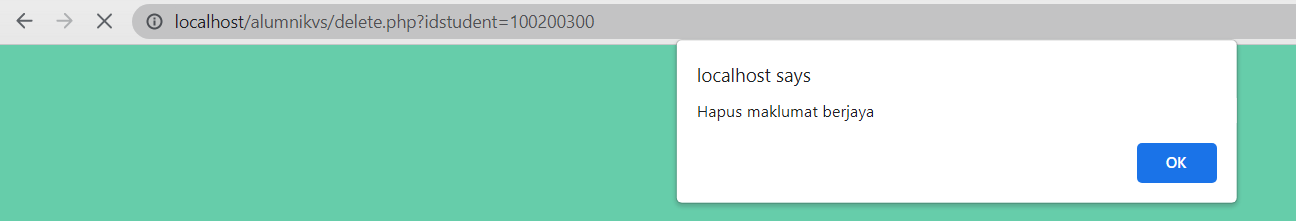 localhost/alumnikvs/delete.php?idstudent=100200300
localhost says
Hapus maklumat berjaya
OK